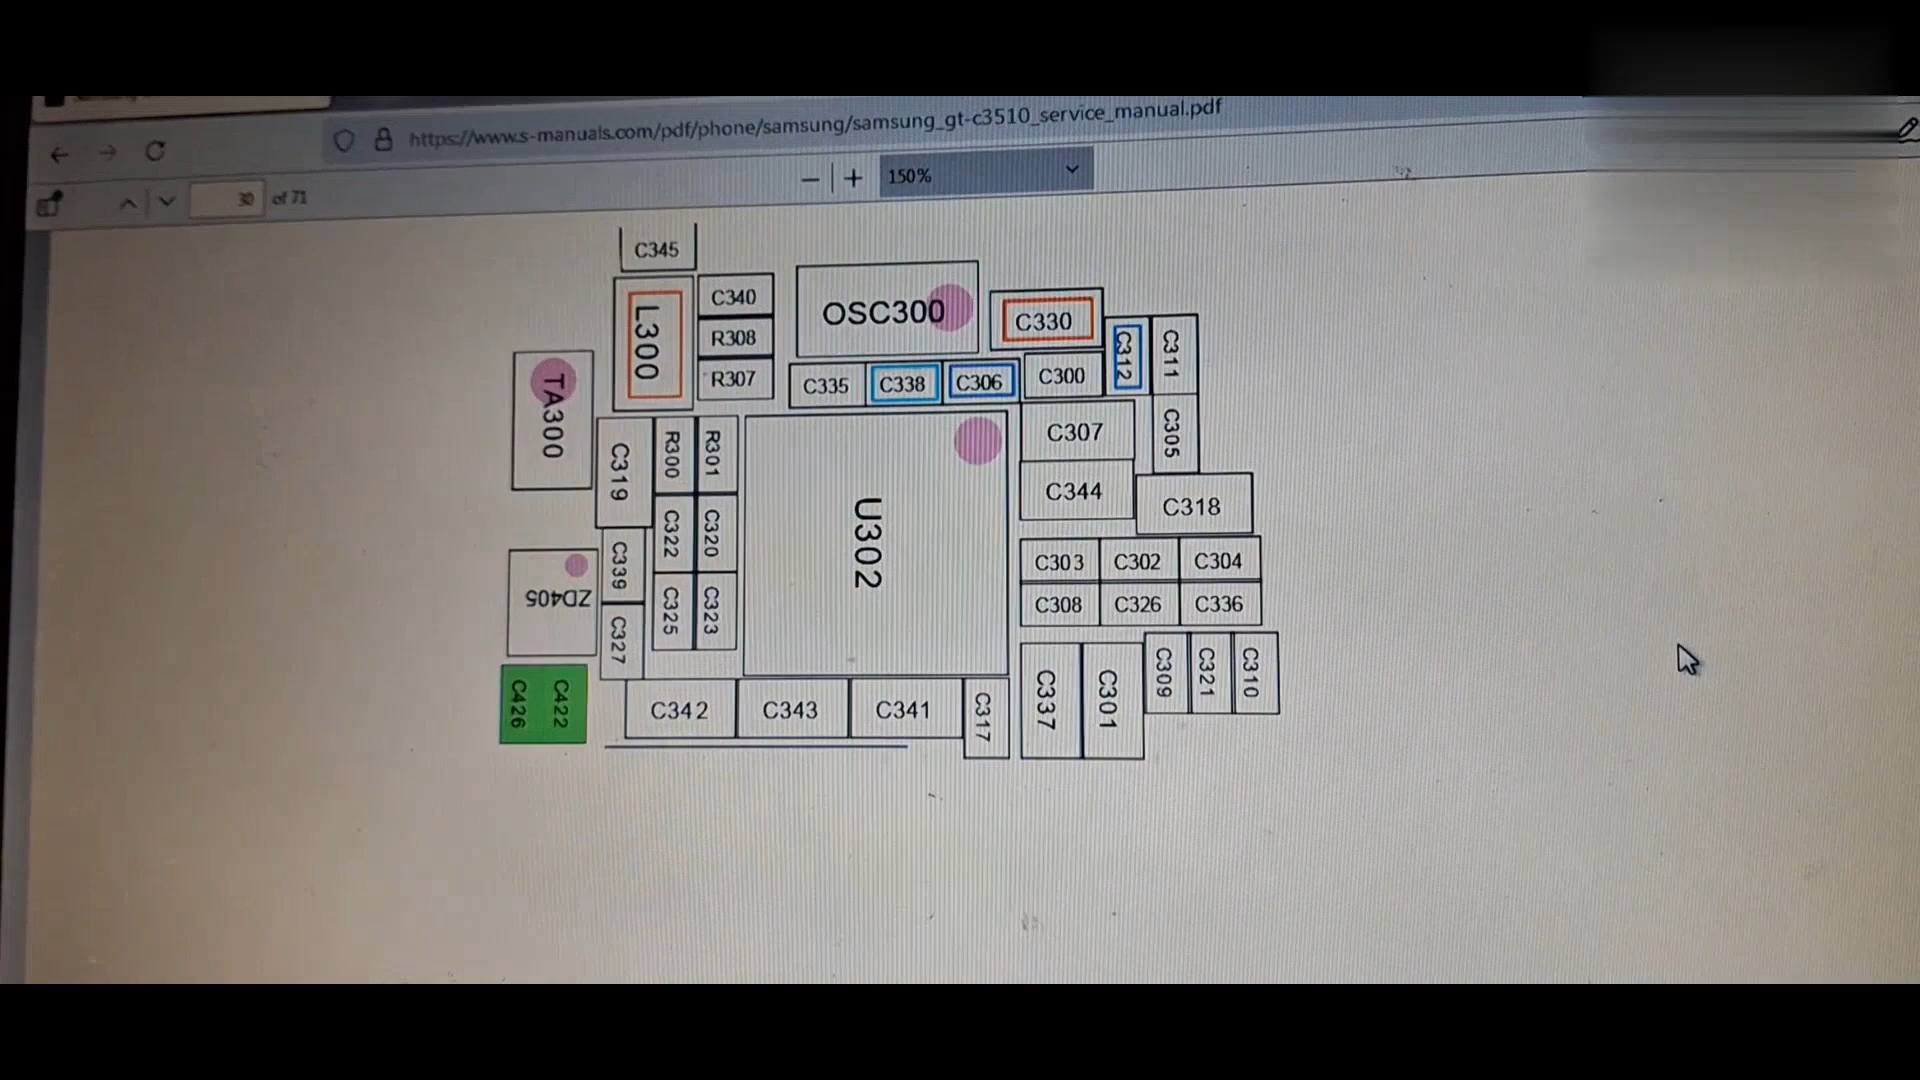 https://www.s-manuals.com/pdf/phone/samsung/samsung_gt-c3510_service_manual.pdf
30 of 71
150%
C345
L300
C340
R308
R307
OSC300
C330
C312
C311
C335
C338
C306
C300
TA300
C319
R300
R301
C307
C305
C344
C318
U302
C322
C320
C339
C303
C302
C304
ZD405
C325
C323
C308
C326
C336
C327
C426
C422
C342
C343
C341
C317
C337
C301
C309
C321
C310